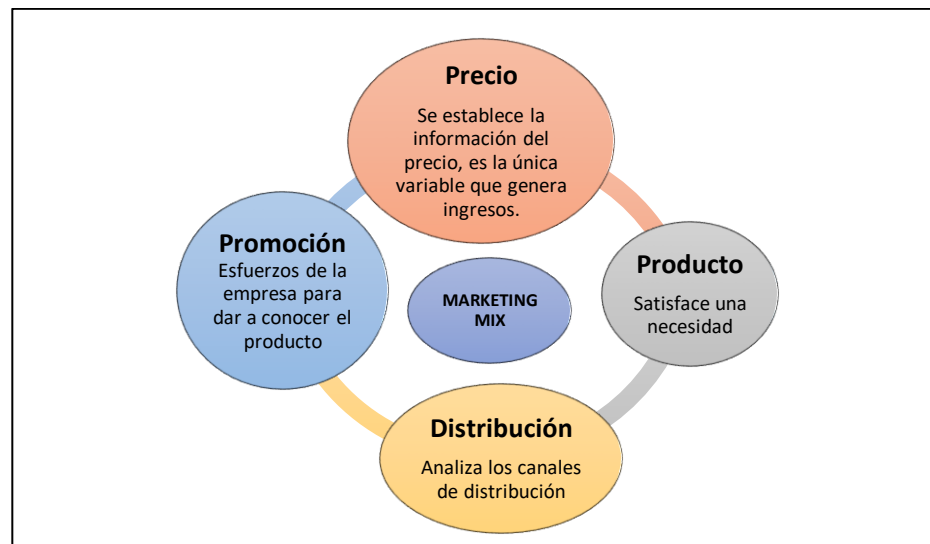 Precio
Se establece la
información del
precio, es la única
variable que genera
ingresos.
Promoción
Esfuerzos de la
empresa para
dar a conocer el
producto
MARKETING
MIX
Producto
Satisface una
necesidad
Distribución
Analiza los canales
de distribución